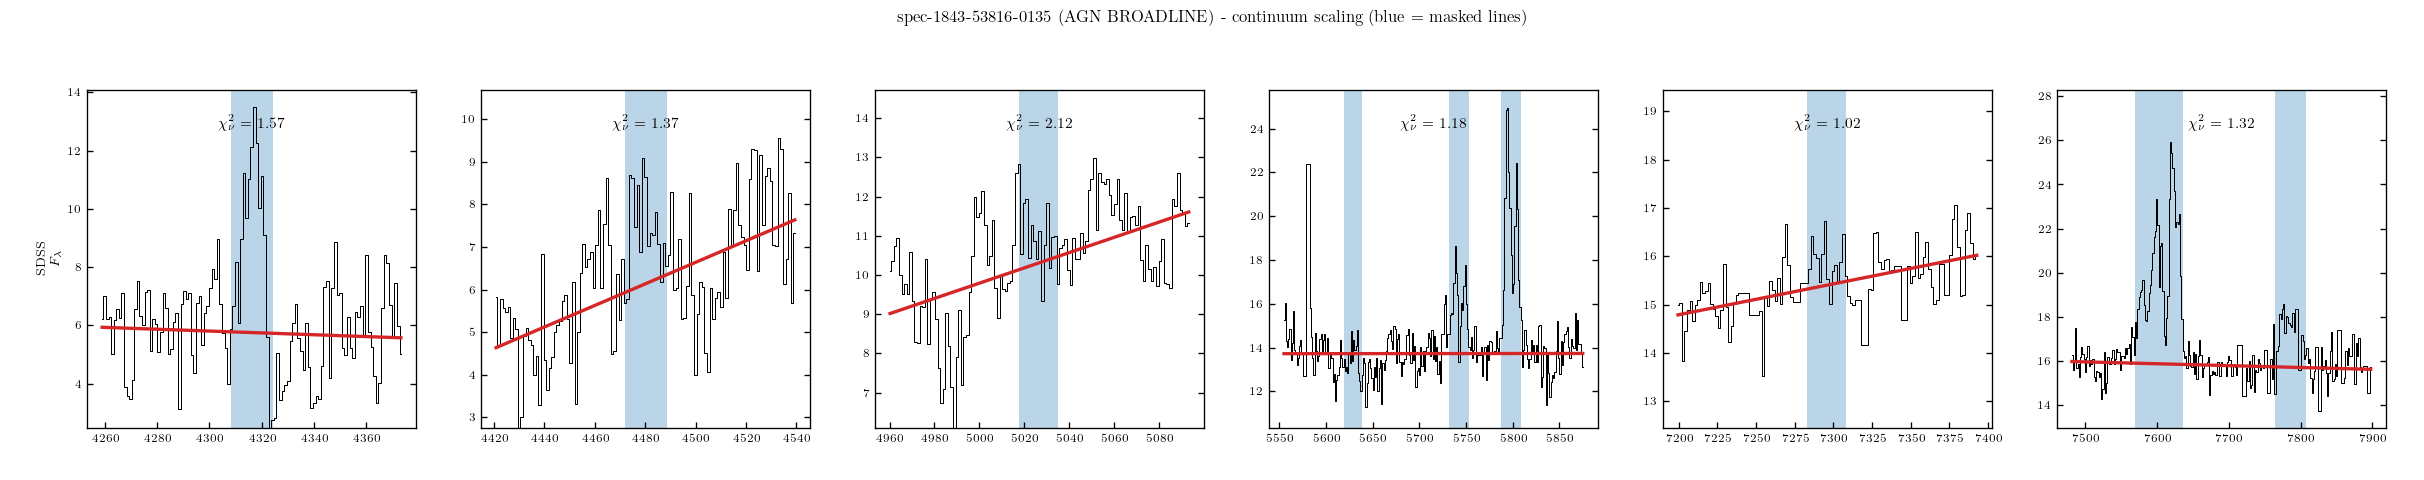 spec-1843-53816-0135 (AGN BROADLINE) - continuum scaling (blue = masked lines)
SDSS
Fλ
χ²ν = 1.57
14
12
10
8
6
4
4260 4280 4300 4320 4340 4360
χ²ν = 1.37
10
9
8
7
6
5
4
3
4420 4440 4460 4480 4500 4520 4540
χ²ν = 2.12
14
13
12
11
10
9
8
7
4960 4980 5000 5020 5040 5060 5080
χ²ν = 1.18
24
22
20
18
16
14
12
5550 5600 5650 5700 5750 5800 5850
χ²ν = 1.02
19
18
17
16
15
14
13
7200 7225 7250 7275 7300 7325 7350 7375 7400
χ²ν = 1.32
28
26
24
22
20
18
16
14
7500 7600 7700 7800 7900